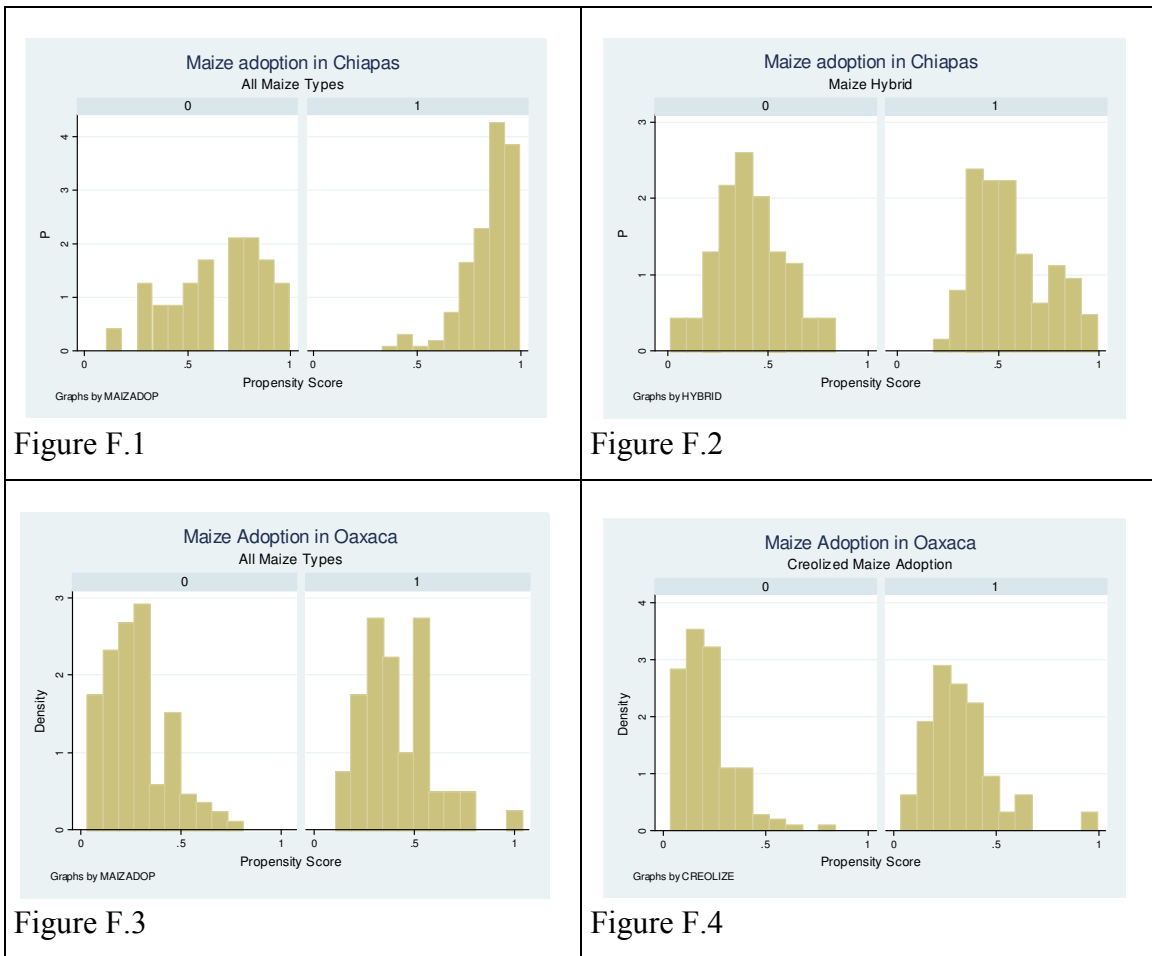 Maize adoption in Chiapas
All Maize Types
0 1
P
0 1 2 3 4
0 .5 1 0 .5 1
Propensity Score
Graphs by MAIZADOP
Figure F.1
Maize adoption in Chiapas
Maize Hybrid
0 1
P
0 1 2 3
0 .5 1 0 .5 1
Propensity Score
Graphs by HYBRID
Figure F.2
Maize Adoption in Oaxaca
All Maize Types
0 1
Density
0 1 2 3
0 .5 1 0 .5 1
Propensity Score
Graphs by MAIZADOP
Figure F.3
Maize Adoption in Oaxaca
Creolized Maize Adoption
0 1
Density
0 1 2 3 4
0 .5 1 0 .5 1
Propensity Score
Graphs by CREOLIZE
Figure F.4